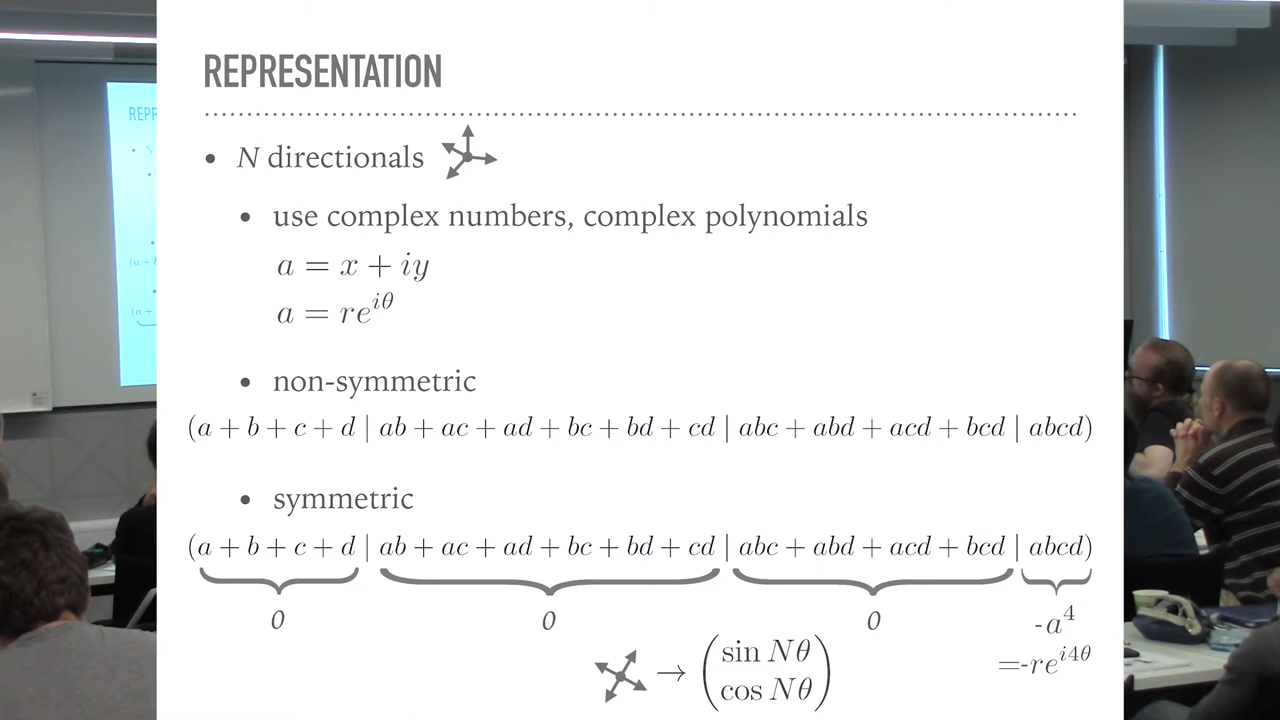 REPRESENTATION
• N directionals
• use complex numbers, complex polynomials
a = x + iy
a = re^{iθ}
• non-symmetric
(a + b + c + d | ab + ac + ad + bc + bd + cd | abc + abd + acd + bcd | abcd)
• symmetric
(a + b + c + d | ab + ac + ad + bc + bd + cd | abc + abd + acd + bcd | abcd)
0 0 0 -a^4
=-re^{i4θ}
→ (sin Nθ
cos Nθ)
REPR